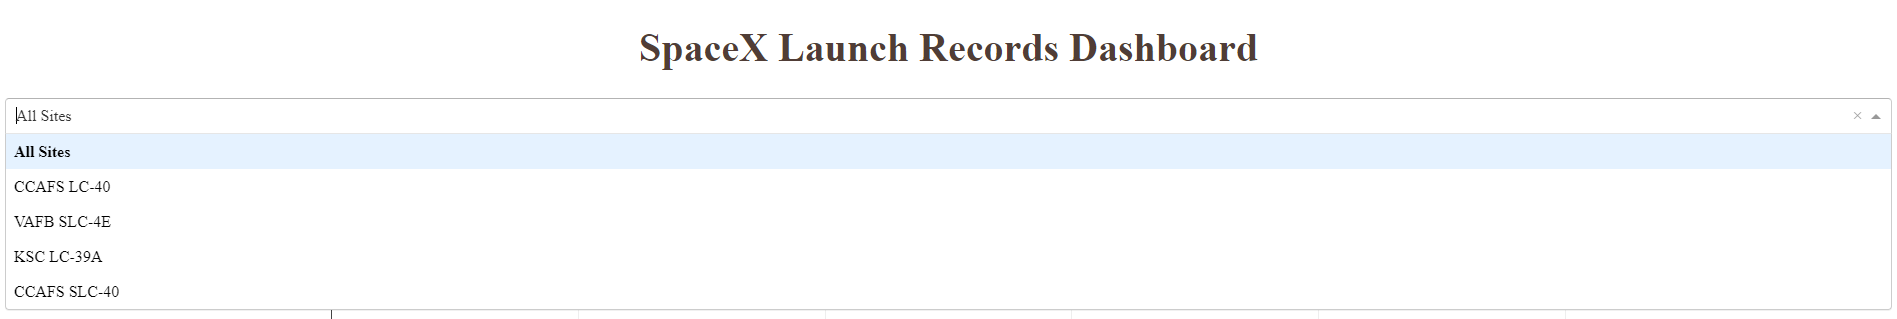 SpaceX Launch Records Dashboard
All Sites
All Sites
CCAFS LC-40
VAFB SLC-4E
KSC LC-39A
CCAFS SLC-40